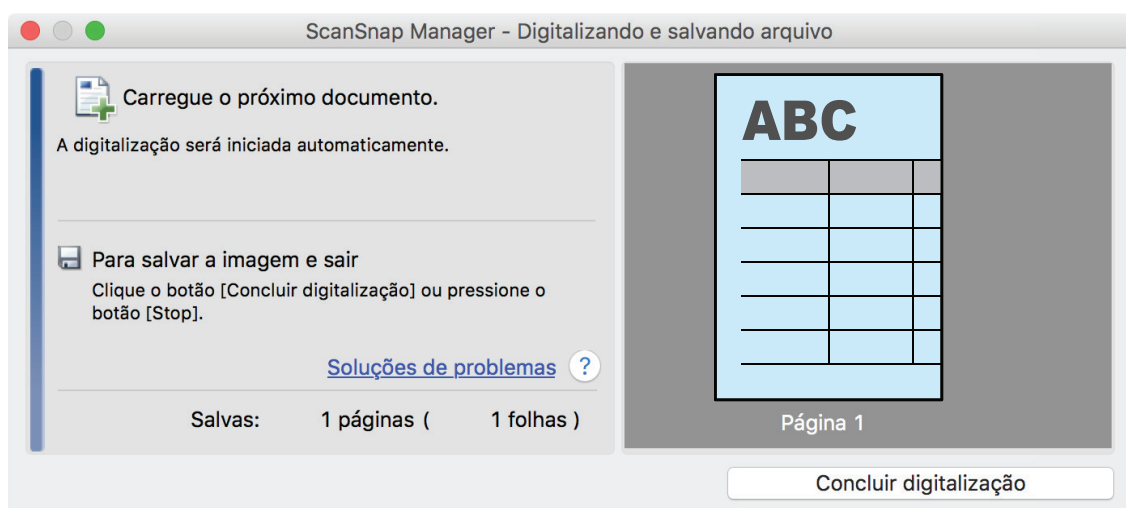 ScanSnap Manager - Digitalizando e salvando arquivo
Carregue o próximo documento.
A digitalização será iniciada automaticamente.
Para salvar a imagem e sair
Clique o botão [Concluir digitalização] ou pressione o
botão [Stop].
Soluções de problemas ?
Salvas: 1 páginas ( 1 folhas )
ABC
Página 1
Concluir digitalização